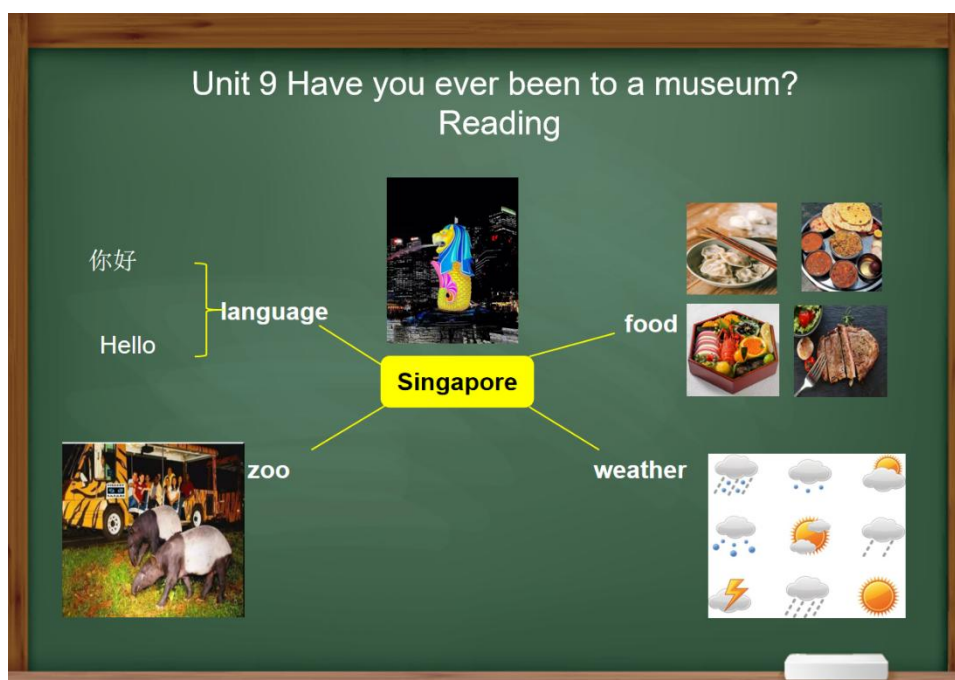 Unit 9 Have you ever been to a museum?
Reading
你好
language
Hello
food
Singapore
zoo
weather